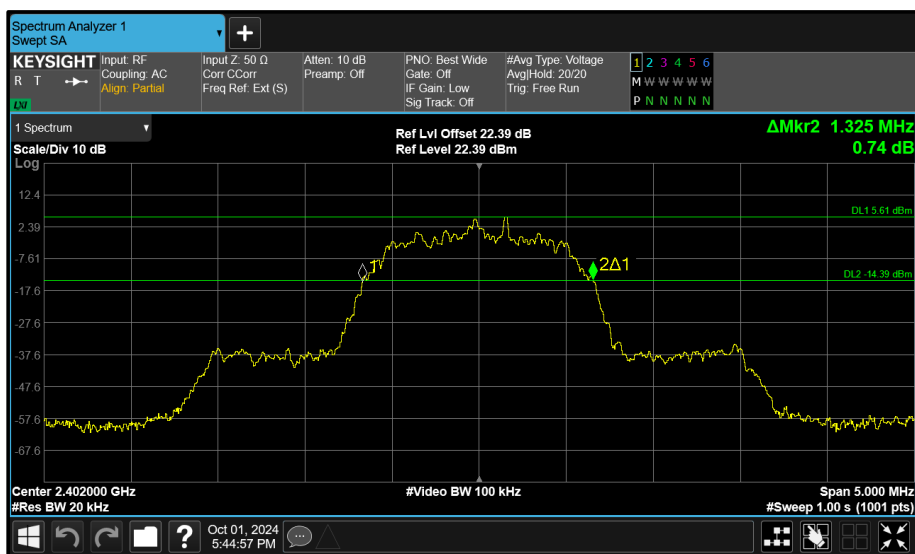 Spectrum Analyzer 1
Swept SA
KEYSIGHT
R T
LXI
Input: RF
Coupling: AC
Align: Partial
Input Z: 50 Ω
Corr CCorr
Freq Ref: Ext (S)
Atten: 10 dB
Preamp: Off
PNO: Best Wide
Gate: Off
IF Gain: Low
Sig Track: Off
#Avg Type: Voltage
Avg|Hold: 20/20
Trig: Free Run
1 2 3 4 5 6
M W W W W W
P N N N N N
1 Spectrum
Scale/Div 10 dB
Ref Lvl Offset 22.39 dB
Ref Level 22.39 dBm
ΔMkr2 1.325 MHz
0.74 dB
Log
12.4
2.39
-7.61
-17.6
-27.6
-37.6
-47.6
-57.6
-67.6
DL1 5.61 dBm
1
2Δ1
DL2 -14.39 dBm
Center 2.402000 GHz
#Video BW 100 kHz
Span 5.000 MHz
#Res BW 20 kHz
#Sweep 1.00 s (1001 pts)
?
Oct 01, 2024
5:44:57 PM